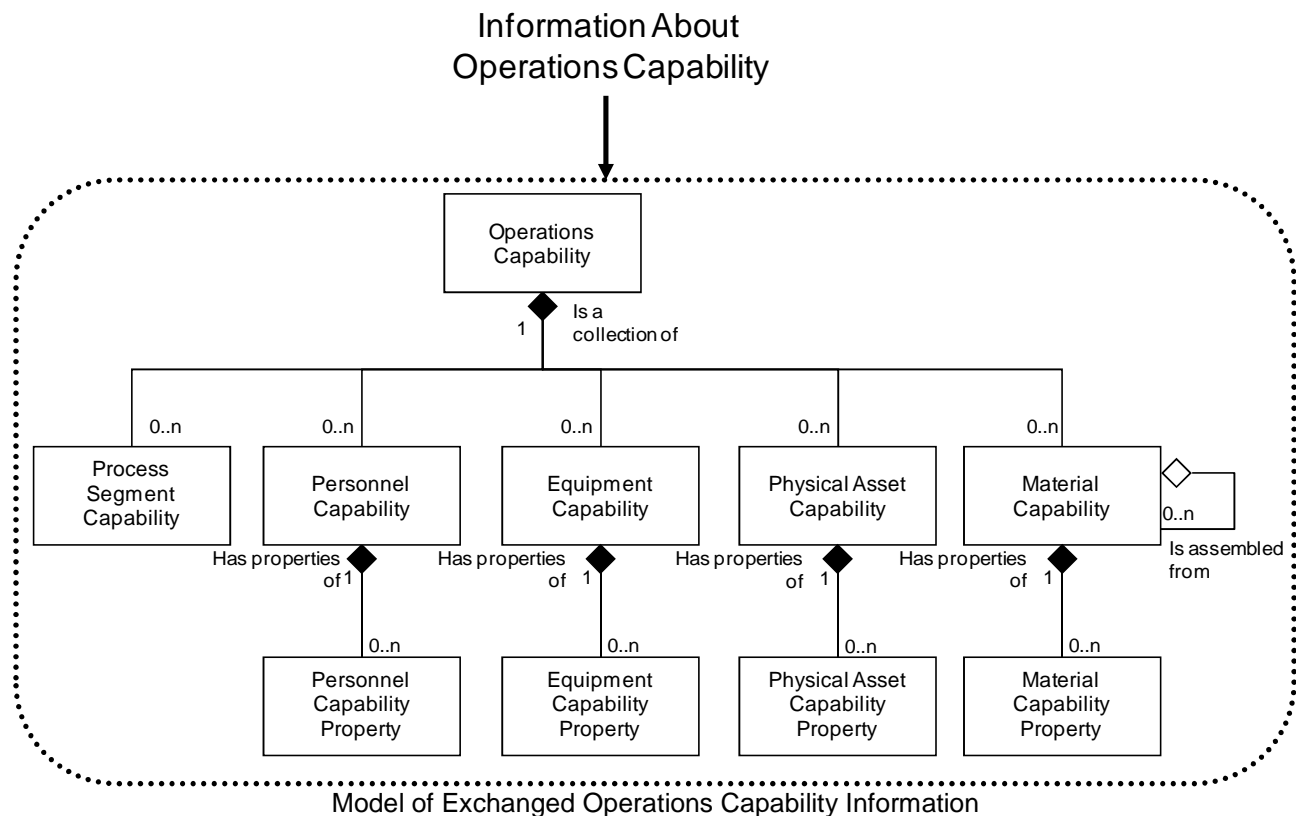 Information About
Operations Capability
Operations
Capability
1
Is a
collection of
0..n
0..n
0..n
0..n
0..n
Process
Segment
Capability
Personnel
Capability
Equipment
Capability
Physical Asset
Capability
Material
Capability
0..n
Is assembled
from
Has properties
of
1
Has properties
of
1
Has properties
of
1
Has properties
of
1
0..n
0..n
0..n
0..n
Personnel
Capability
Property
Equipment
Capability
Property
Physical Asset
Capability
Property
Material
Capability
Property
Model of Exchanged Operations Capability Information